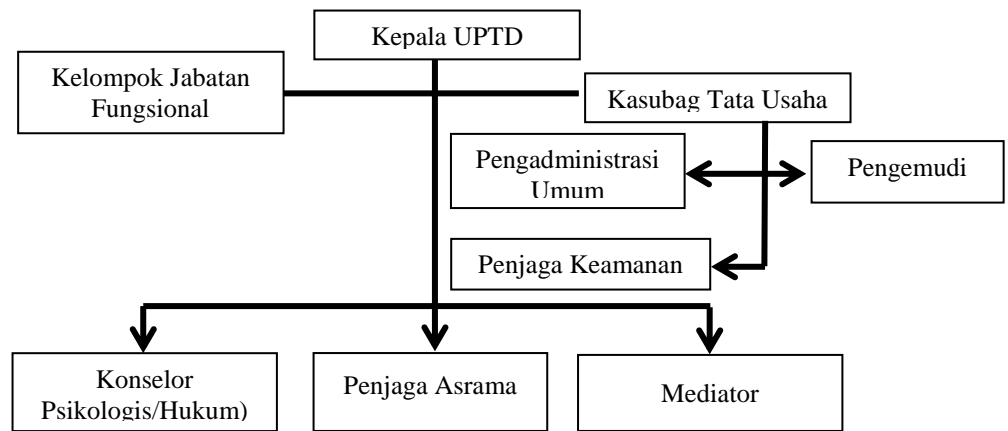 Kepala UPTD
Kelompok Jabatan
Fungsional
Kasubag Tata Usaha
Pengadministrasi
Umum
Pengemudi
Penjaga Keamanan
Konselor
Psikologis/Hukum)
Penjaga Asrama
Mediator